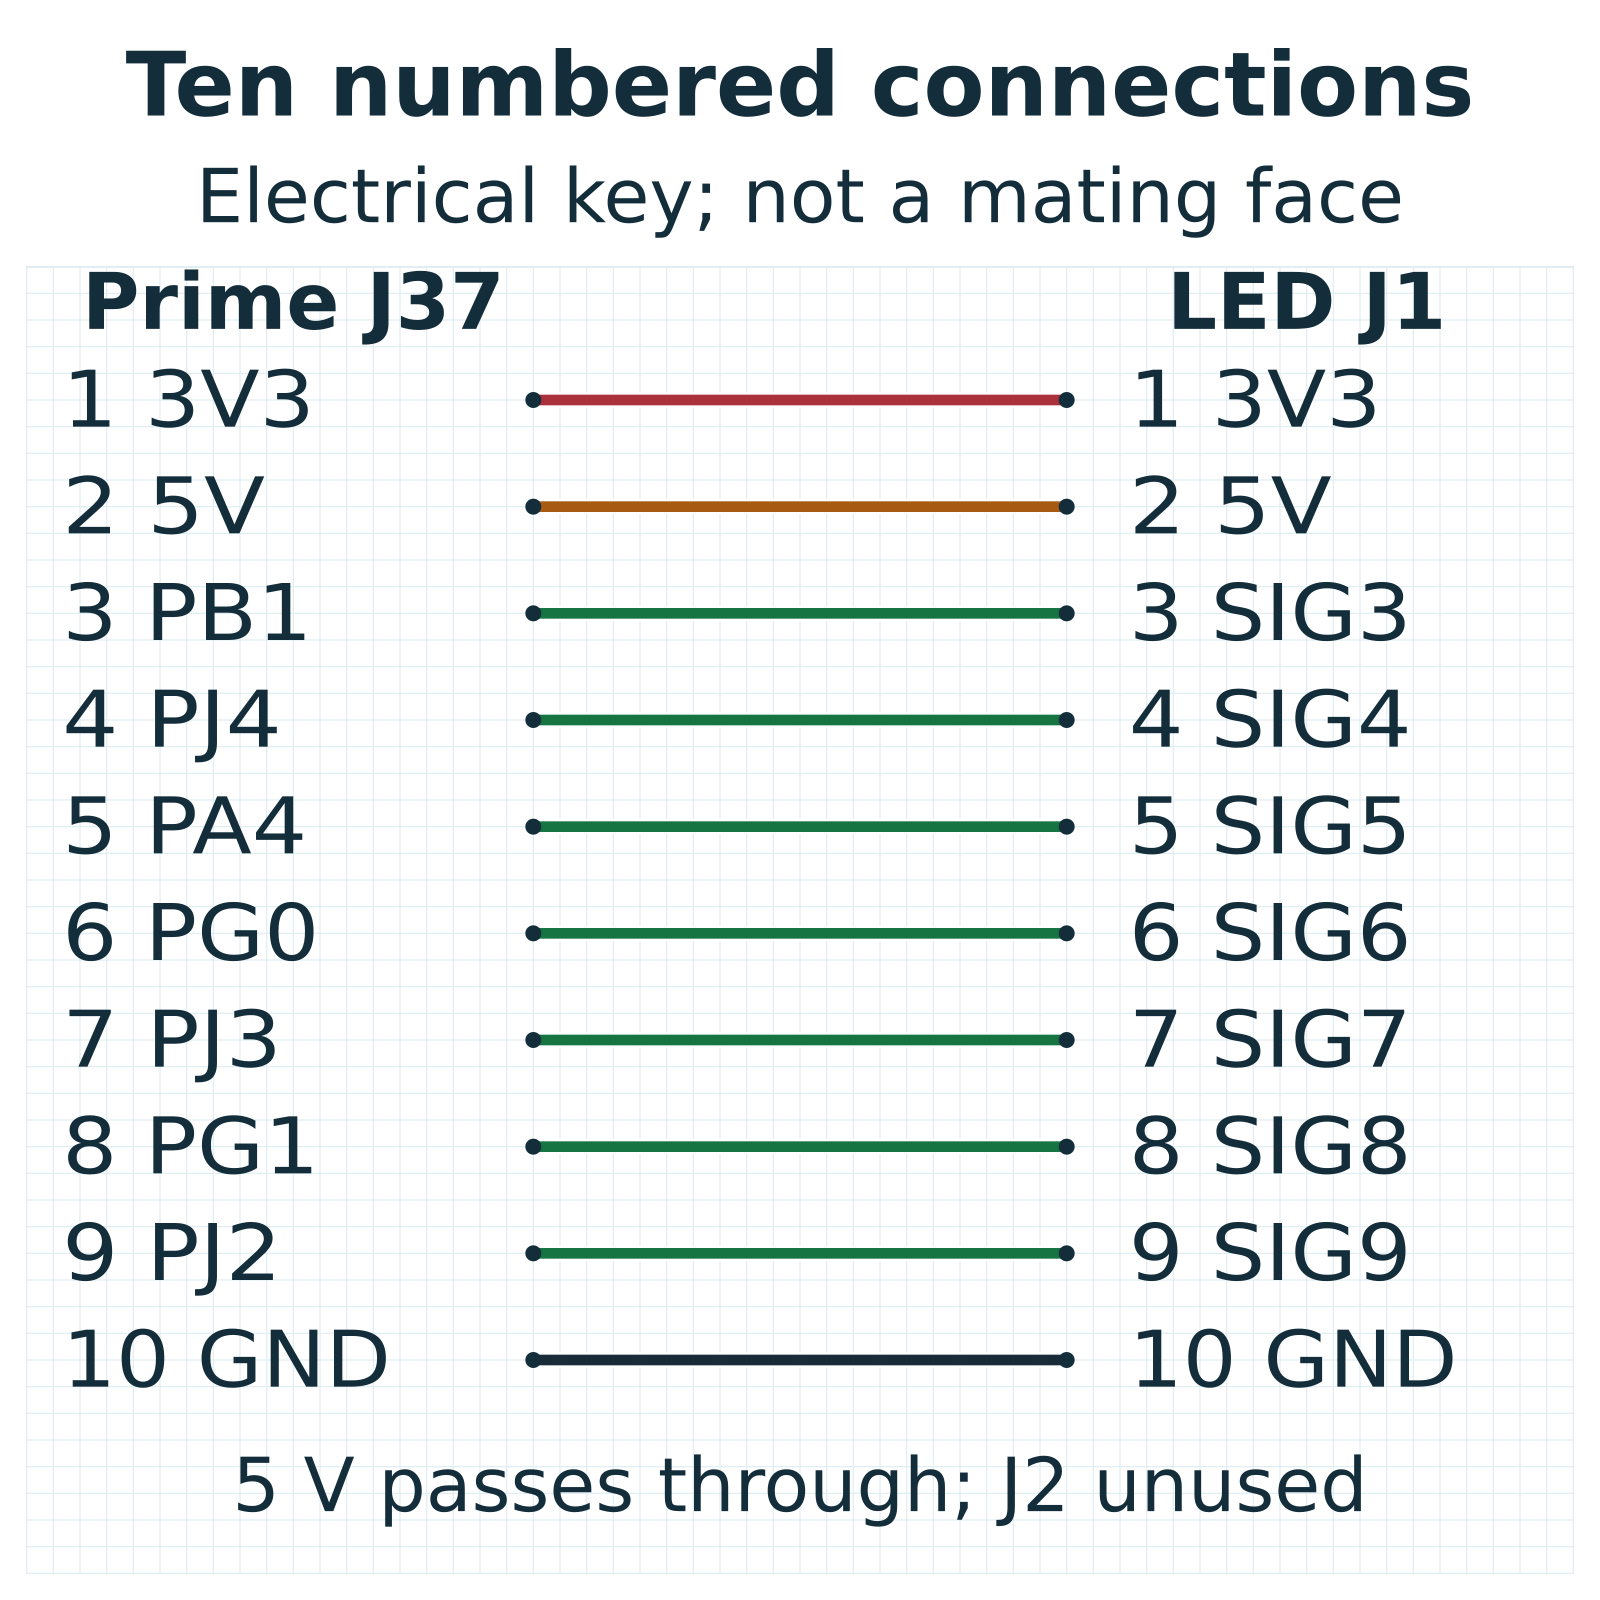 Ten numbered connections
Electrical key; not a mating face
Prime J37 LED J1
1 3V3 1 3V3
2 5V 2 5V
3 PB1 3 SIG3
4 PJ4 4 SIG4
5 PA4 5 SIG5
6 PG0 6 SIG6
7 PJ3 7 SIG7
8 PG1 8 SIG8
9 PJ2 9 SIG9
10 GND 10 GND
5 V passes through; J2 unused